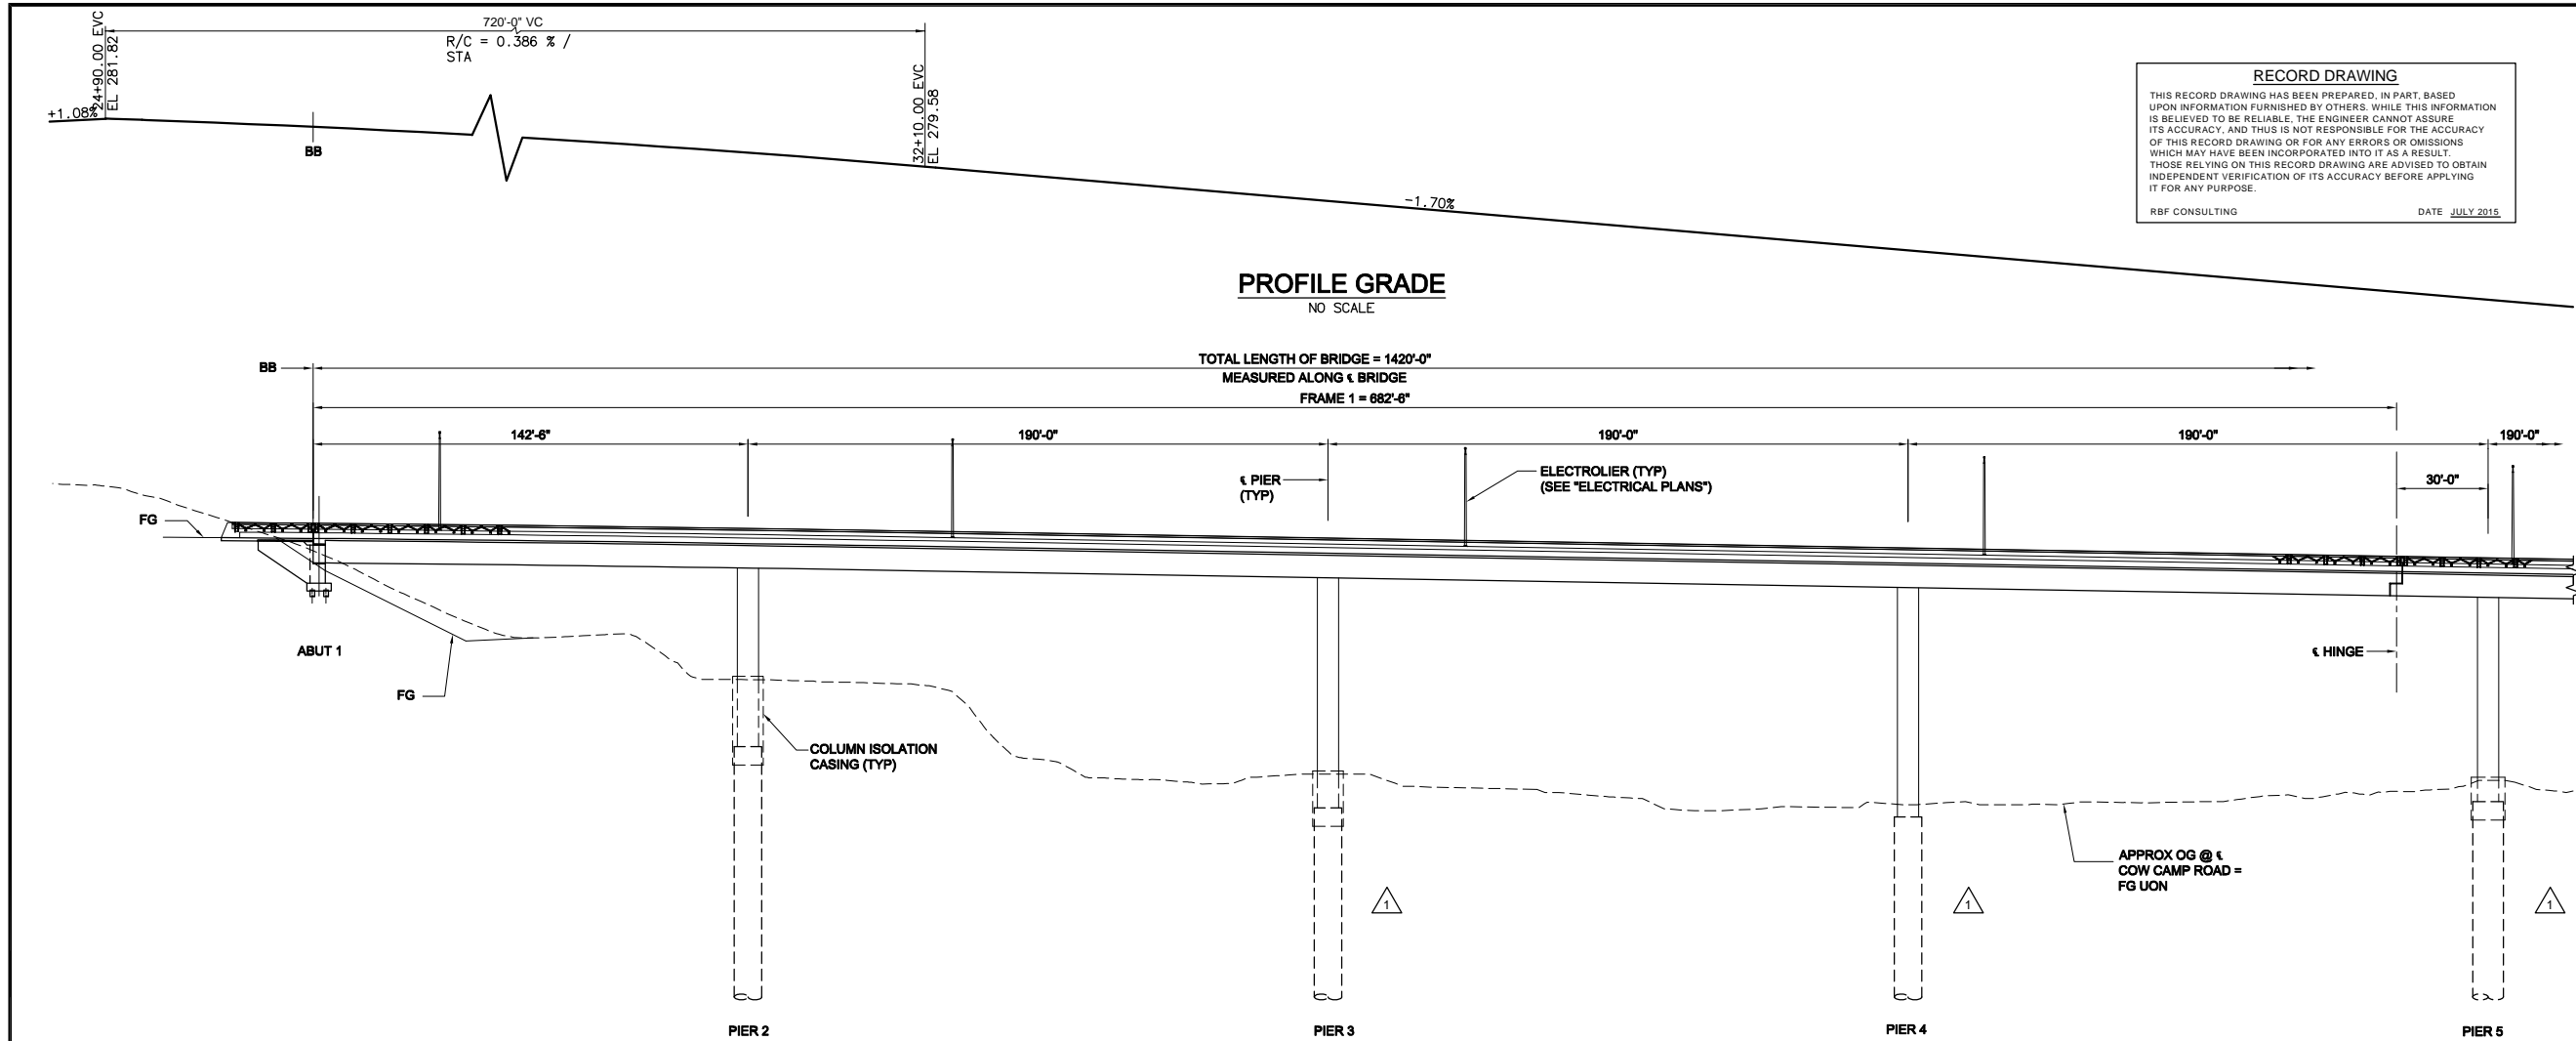 720'-0" VC
R/C = 0.386 % /
STA
24+90.00 EVC
EL 281.82
+1.08%
BB
32+10.00 EVC
EL 279.58
-1.70%
RECORD DRAWING
THIS RECORD DRAWING HAS BEEN PREPARED, IN PART, BASED
UPON INFORMATION FURNISHED BY OTHERS. WHILE THIS INFORMATION
IS BELIEVED TO BE RELIABLE, THE ENGINEER CANNOT ASSURE
ITS ACCURACY, AND THUS IS NOT RESPONSIBLE FOR THE ACCURACY
OF THIS RECORD DRAWING OR FOR ANY ERRORS OR OMISSIONS
WHICH MAY HAVE BEEN INCORPORATED INTO IT AS A RESULT.
THOSE RELYING ON THIS RECORD DRAWING ARE ADVISED TO OBTAIN
INDEPENDENT VERIFICATION OF ITS ACCURACY BEFORE APPLYING
IT FOR ANY PURPOSE.
RBF CONSULTING DATE JULY 2015
PROFILE GRADE
NO SCALE
BB
TOTAL LENGTH OF BRIDGE = 1420'-0"
MEASURED ALONG ℄ BRIDGE
FRAME 1 = 682'-6"
142'-6"
190'-0"
190'-0"
190'-0"
190'-0"
℄ PIER
(TYP)
ELECTROLIER (TYP)
(SEE "ELECTRICAL PLANS")
30'-0"
FG
ABUT 1
FG
℄ HINGE
COLUMN ISOLATION
CASING (TYP)
APPROX OG @ ℄
COW CAMP ROAD =
FG UON
1
1
1
PIER 2
PIER 3
PIER 4
PIER 5